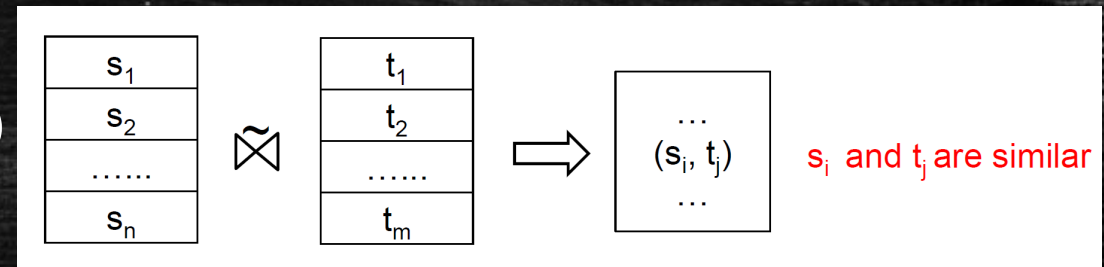 s₁
s₂
......
sₙ
⋈̃
t₁
t₂
......
tₘ
...
(sᵢ, tⱼ)
...
sᵢ and tⱼ are similar